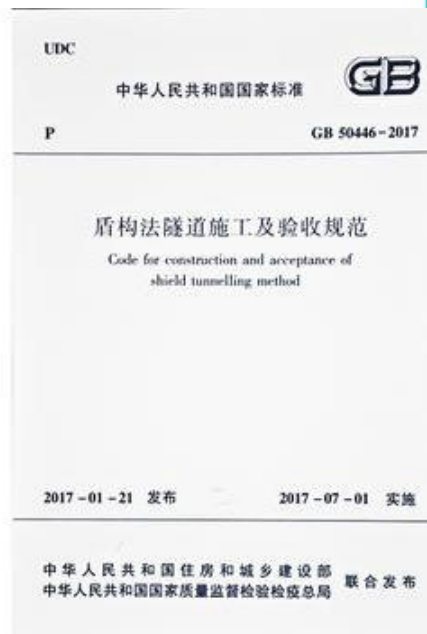 UDC
中华人民共和国国家标准
GB
P
GB 50446-2017
盾构法隧道施工及验收规范
Code for construction and acceptance of
shield tunnelling method
2017-01-21 发布
2017-07-01 实施
中华人民共和国住房和城乡建设部
中华人民共和国国家质量监督检验检疫总局
联合发布